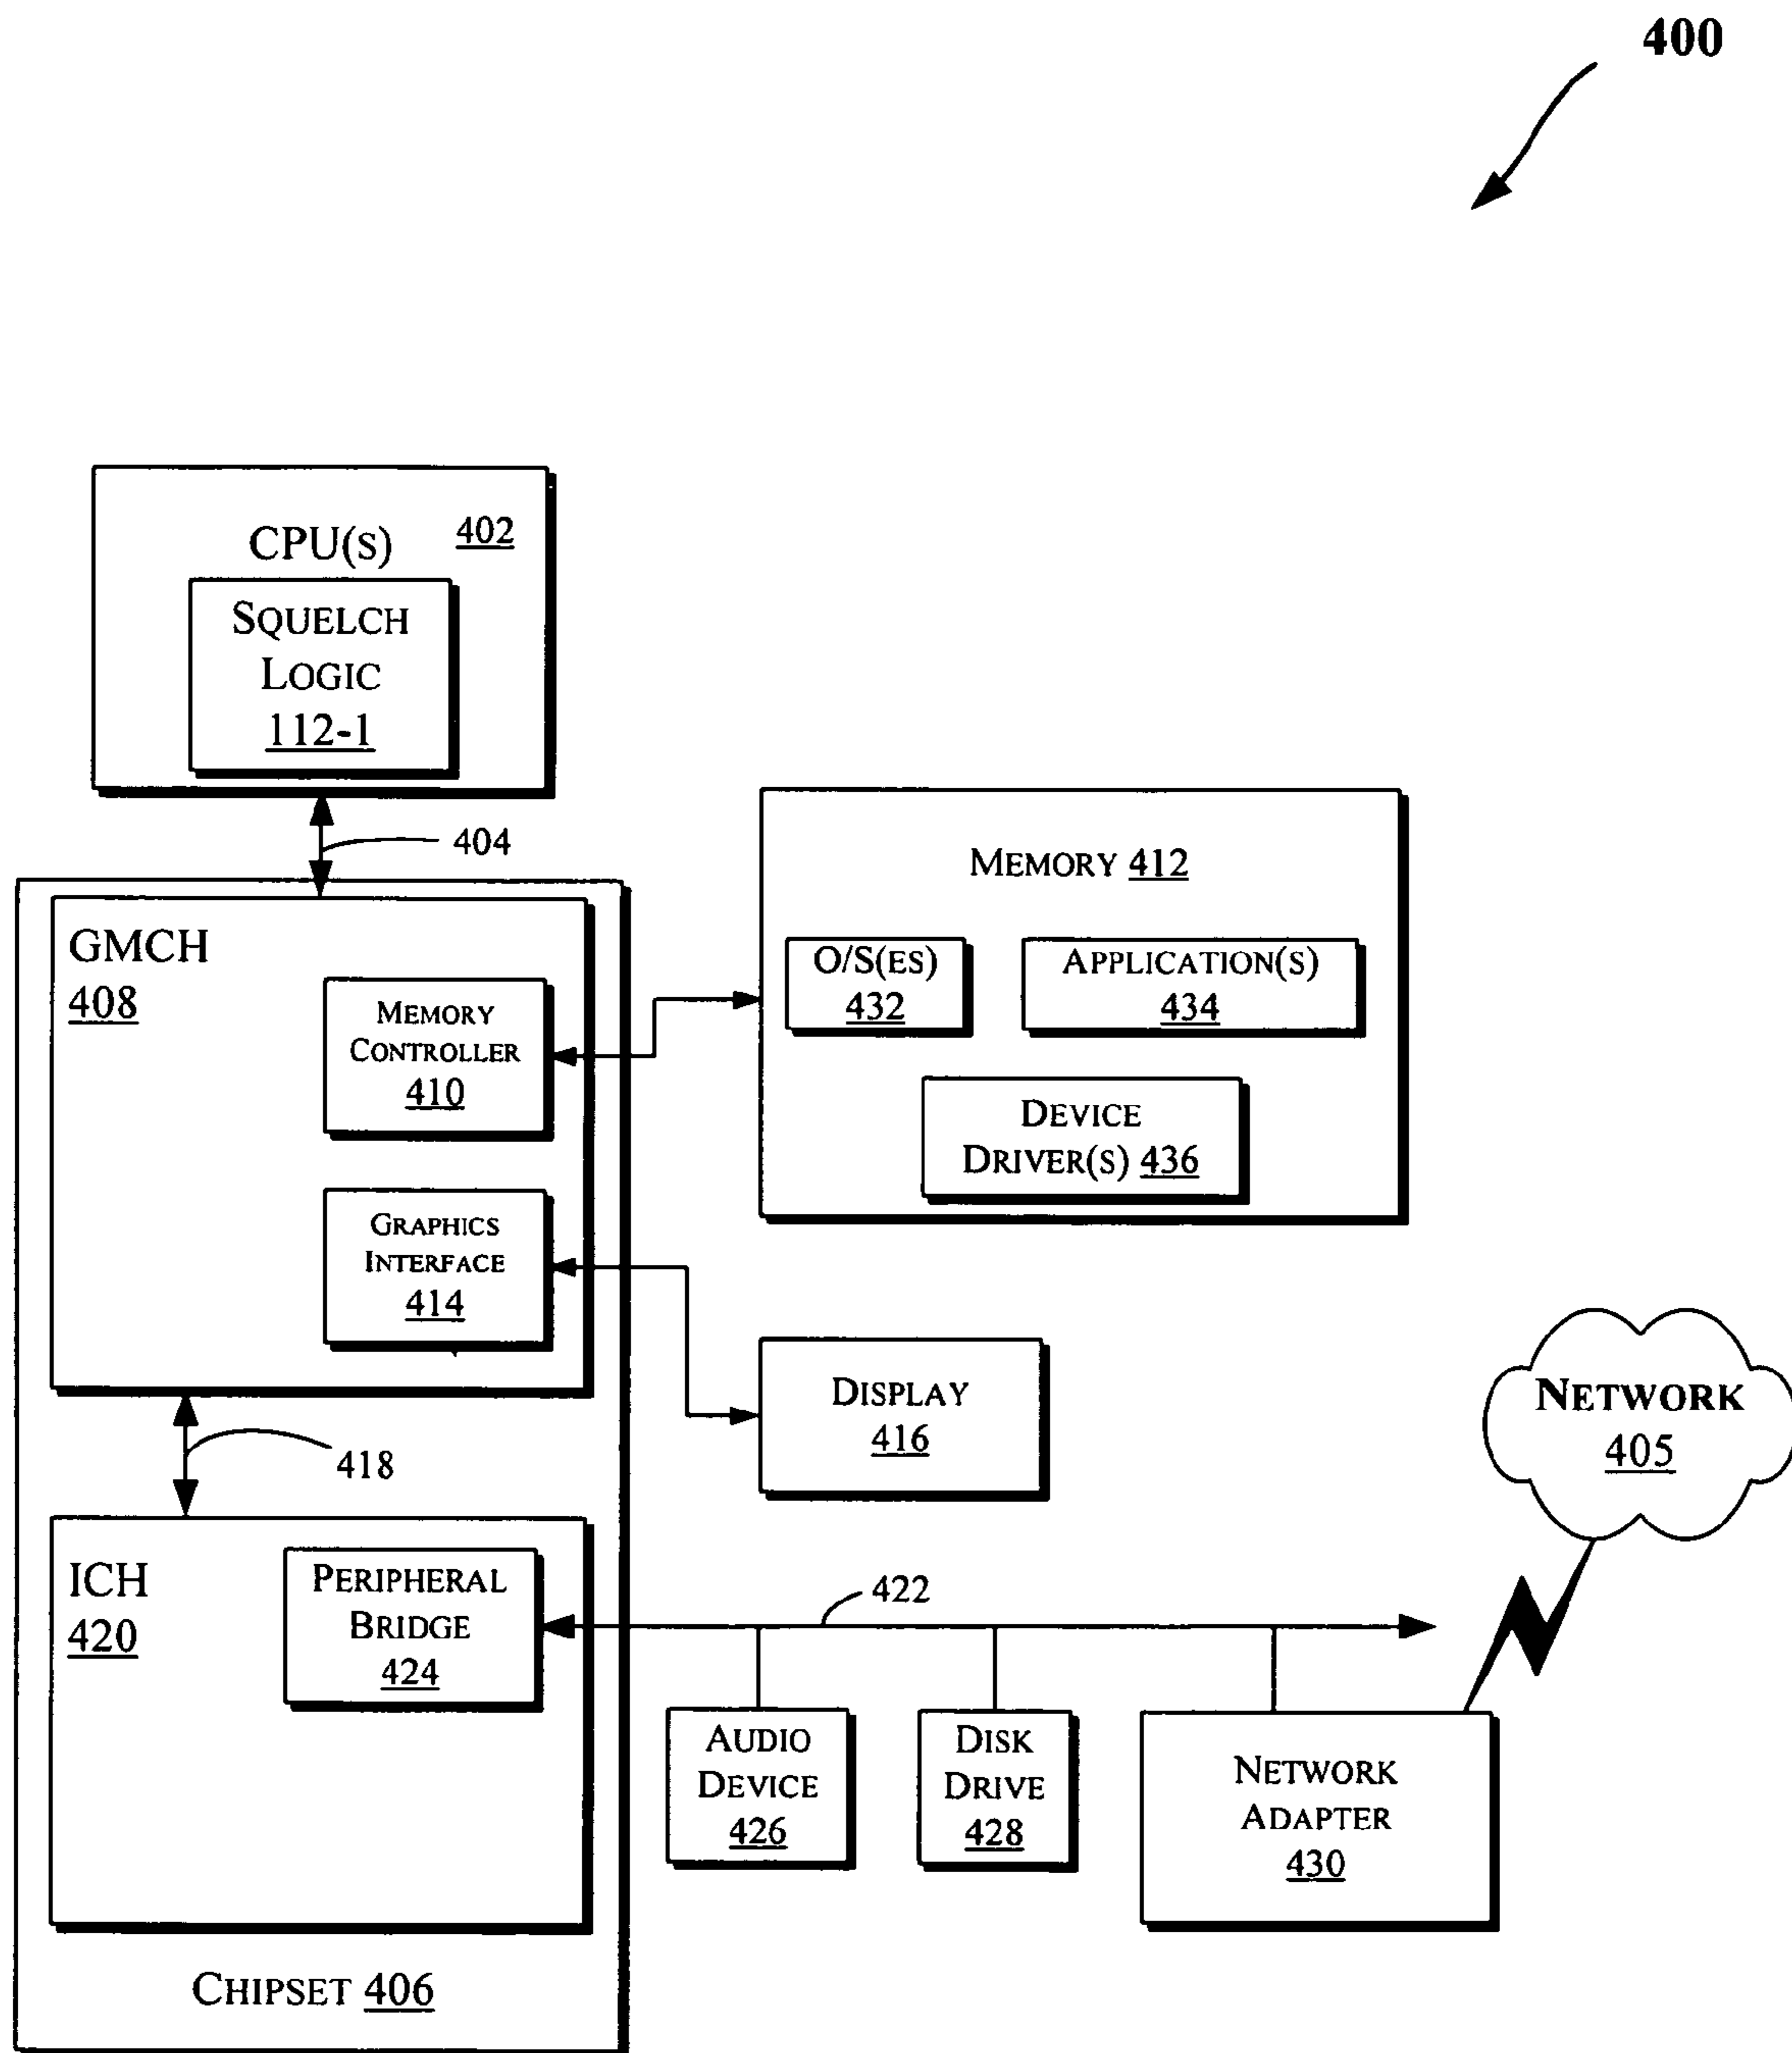 400
CPU(S)
402
SQUELCH
LOGIC
112-1
404
MEMORY 412
GMCH
408
O/S(ES)
432
APPLICATION(S)
434
MEMORY
CONTROLLER
410
DEVICE
DRIVER(S) 436
GRAPHICS
INTERFACE
414
DISPLAY
416
NETWORK
405
418
ICH
420
PERIPHERAL
BRIDGE
424
422
AUDIO
DEVICE
426
DISK
DRIVE
428
NETWORK
ADAPTER
430
CHIPSET 406